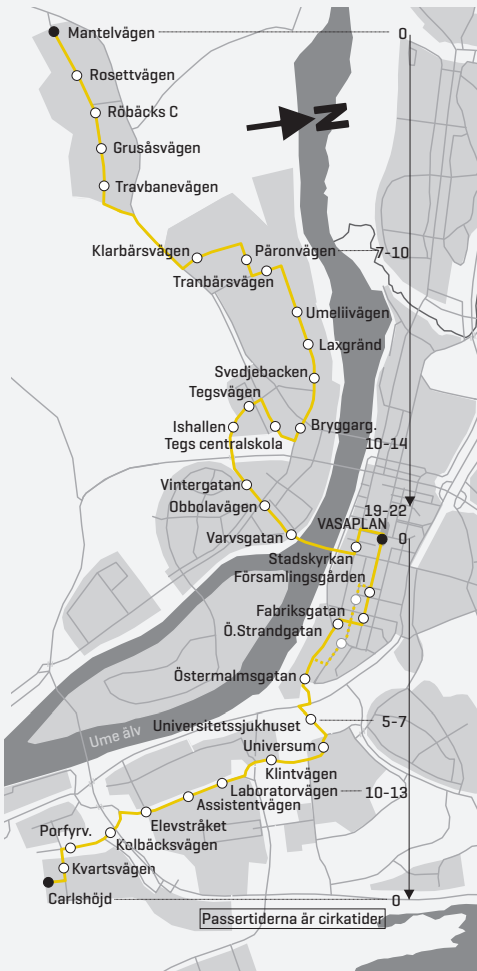 Mantelvägen 0
Rosettvägen
Röbäcks C
Grusåsvägen
N
Travbanevägen
Klarbärsvägen Päronvägen 7-10
Tranbärsvägen
Umeliivägen
Laxgränd
Svedjebacken
Tegsvägen
Ishallen Bryggarg.
Tegs centralskola 10-14
Vintergatan
Obbolavägen 19-22
VASAPLAN
Varvsgatan 0
Stadskyrkan
Församlingsgården
Fabriksgatan
Ö.Strandgatan
Östermalmsgatan
Ume älv
Universitetssjukhuset 5-7
Universum
Klintvägen
Laboratorvägen 10-13
Assistentvägen
Elevstråket
Porfyrv.
Kolbäcksvägen
Kvartsvägen
Carlshöjd 0
Passertiderna är cirkatider